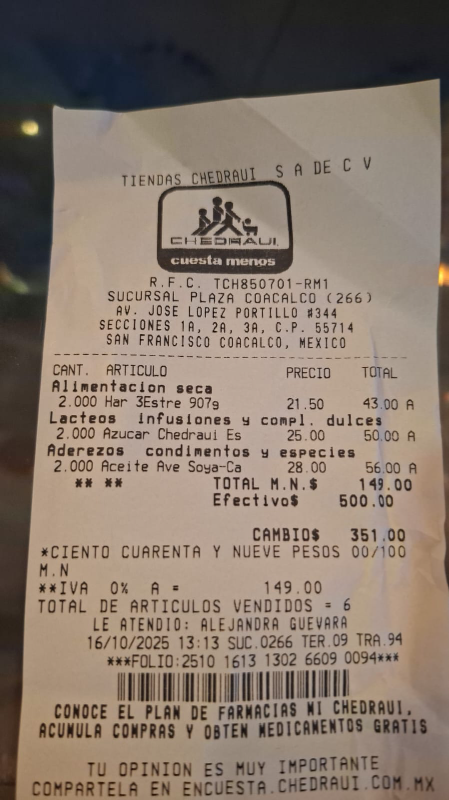 TIENDAS CHEDRAUI S A DE C V
CHEDRAUI
cuesta menos
R.F.C. TCH850701-RM1
SUCURSAL PLAZA COACALCO (266)
AV. JOSE LOPEZ PORTILLO #344
SECCIONES 1A, 2A, 3A, C.P. 55714
SAN FRANCISCO COACALCO, MEXICO
CANT. ARTICULO PRECIO TOTAL
Alimentacion seca
2.000 Har 3Estre 907g 21.50 43.00 A
Lacteos infusiones y compl. dulces
2.000 Azucar Chedraui Es 25.00 50.00 A
Aderezos condimentos y especies
2.000 Aceite Ave Soya-Ca 28.00 56.00 A
** ** TOTAL M.N.$ 149.00
Efectivo$ 500.00
CAMBIO$ 351.00
*CIENTO CUARENTA Y NUEVE PESOS 00/100
M.N
**IVA 0% A = 149.00
TOTAL DE ARTICULOS VENDIDOS = 6
LE ATENDIO: ALEJANDRA GUEVARA
16/10/2025 13:13 SUC.0266 TER.09 TRA.94
***FOLIO:2510 1613 1302 6609 0094***
CONOCE EL PLAN DE FARMACIAS MI CHEDRAUI,
ACUMULA COMPRAS Y OBTEN MEDICAMENTOS GRATIS
TU OPINION ES MUY IMPORTANTE
COMPARTELA EN ENCUESTA.CHEDRAUI.COM.MX